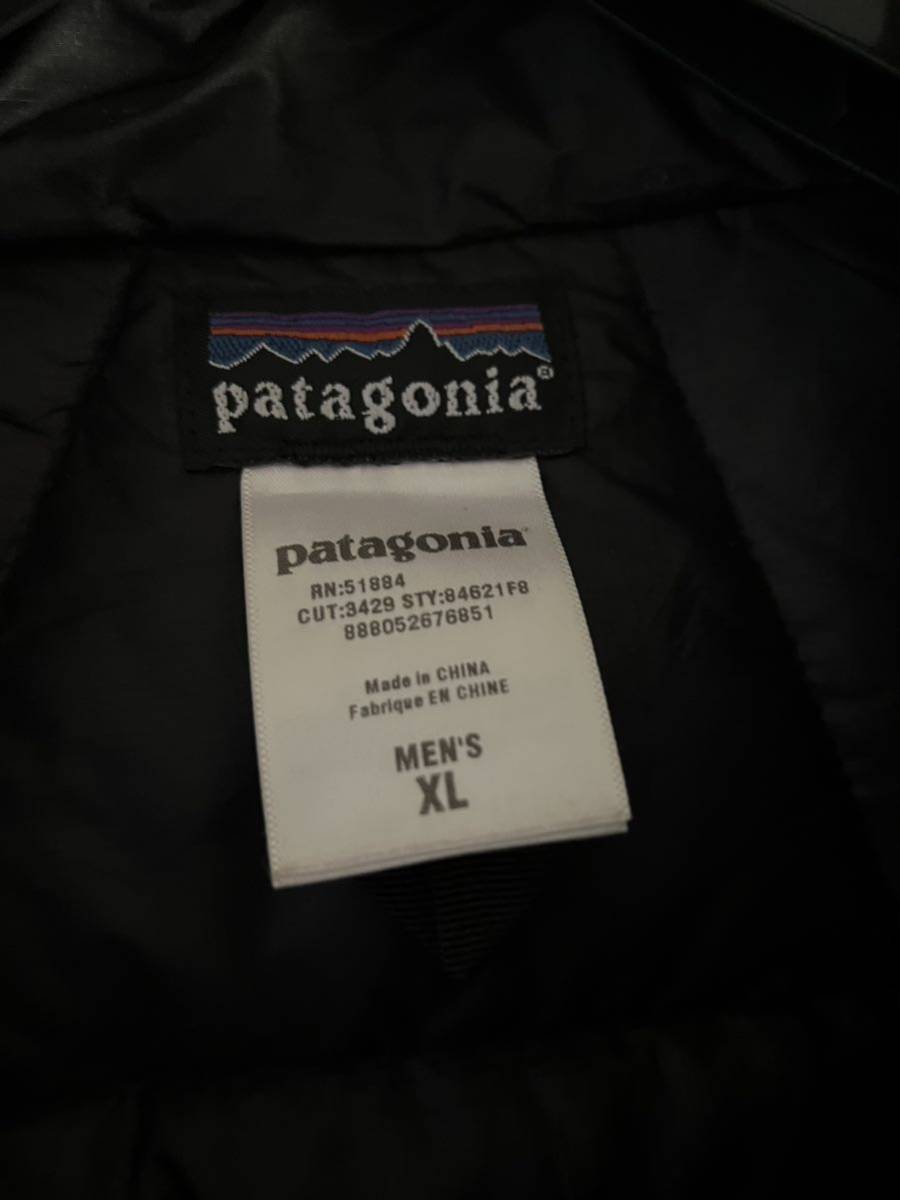 patagonia®
patagonia
RN:51884
CUT:3429 STY:84621F8
888052676851
Made in CHINA
Fabrique EN CHINE
MEN'S
XL